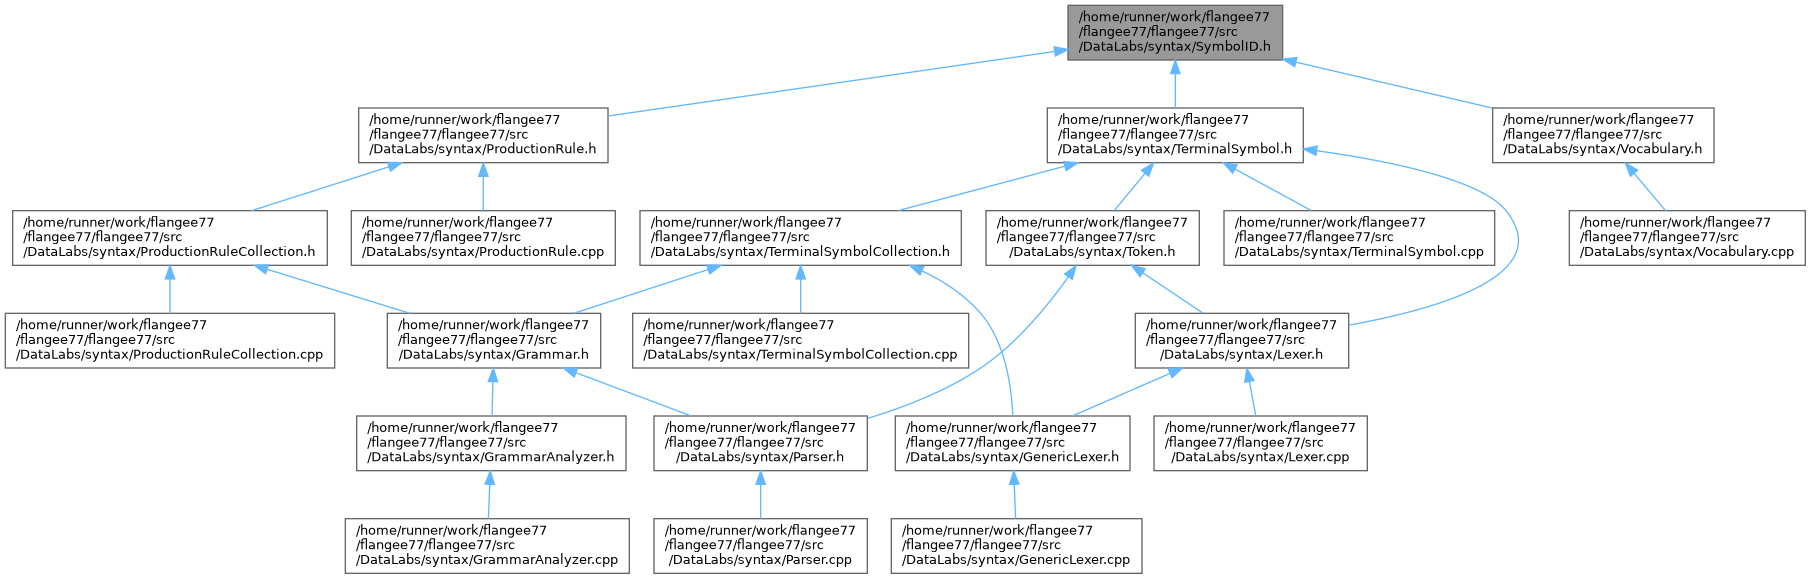 /home/runner/work/flangee77
/flangee77/flangee77/src
/DataLabs/syntax/SymbolID.h
/home/runner/work/flangee77
/flangee77/flangee77/src
/DataLabs/syntax/ProductionRule.h
/home/runner/work/flangee77
/flangee77/flangee77/src
/DataLabs/syntax/TerminalSymbol.h
/home/runner/work/flangee77
/flangee77/flangee77/src
/DataLabs/syntax/Vocabulary.h
/home/runner/work/flangee77
/flangee77/flangee77/src
/DataLabs/syntax/ProductionRuleCollection.h
/home/runner/work/flangee77
/flangee77/flangee77/src
/DataLabs/syntax/ProductionRule.cpp
/home/runner/work/flangee77
/flangee77/flangee77/src
/DataLabs/syntax/TerminalSymbolCollection.h
/home/runner/work/flangee77
/flangee77/flangee77/src
/DataLabs/syntax/Token.h
/home/runner/work/flangee77
/flangee77/flangee77/src
/DataLabs/syntax/TerminalSymbol.cpp
/home/runner/work/flangee77
/flangee77/flangee77/src
/DataLabs/syntax/Vocabulary.cpp
/home/runner/work/flangee77
/flangee77/flangee77/src
/DataLabs/syntax/ProductionRuleCollection.cpp
/home/runner/work/flangee77
/flangee77/flangee77/src
/DataLabs/syntax/Grammar.h
/home/runner/work/flangee77
/flangee77/flangee77/src
/DataLabs/syntax/TerminalSymbolCollection.cpp
/home/runner/work/flangee77
/flangee77/flangee77/src
/DataLabs/syntax/Lexer.h
/home/runner/work/flangee77
/flangee77/flangee77/src
/DataLabs/syntax/GrammarAnalyzer.h
/home/runner/work/flangee77
/flangee77/flangee77/src
/DataLabs/syntax/Parser.h
/home/runner/work/flangee77
/flangee77/flangee77/src
/DataLabs/syntax/GenericLexer.h
/home/runner/work/flangee77
/flangee77/flangee77/src
/DataLabs/syntax/Lexer.cpp
/home/runner/work/flangee77
/flangee77/flangee77/src
/DataLabs/syntax/GrammarAnalyzer.cpp
/home/runner/work/flangee77
/flangee77/flangee77/src
/DataLabs/syntax/Parser.cpp
/home/runner/work/flangee77
/flangee77/flangee77/src
/DataLabs/syntax/GenericLexer.cpp